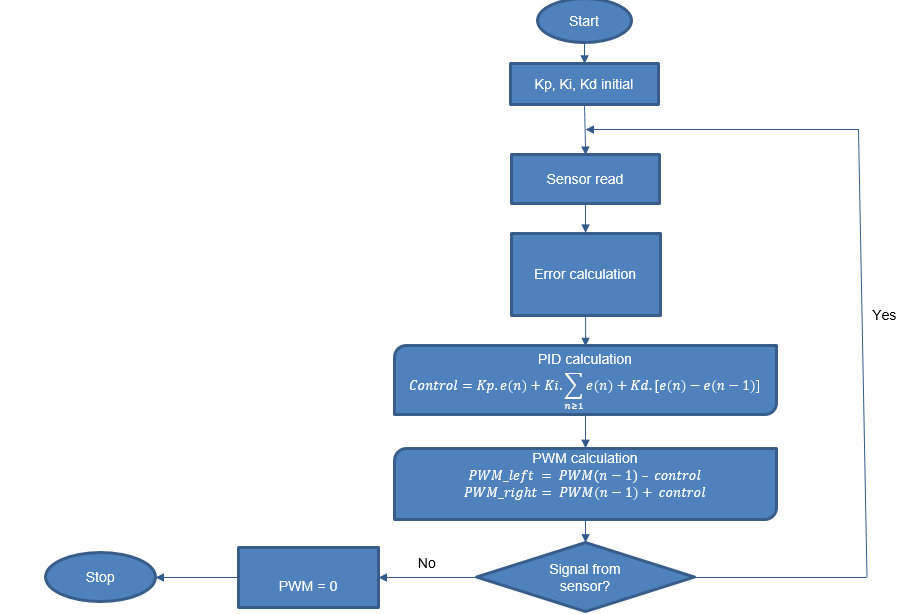 Start
Kp, Ki, Kd initial
Sensor read
Error calculation
Yes
PID calculation
Control = Kp.e(n) + Ki.∑e(n) + Kd.[e(n) − e(n − 1)]
n≥1
PWM calculation
PWM_left = PWM(n − 1) – control
PWM_right = PWM(n − 1) + control
Signal from
sensor?
No
PWM = 0
Stop